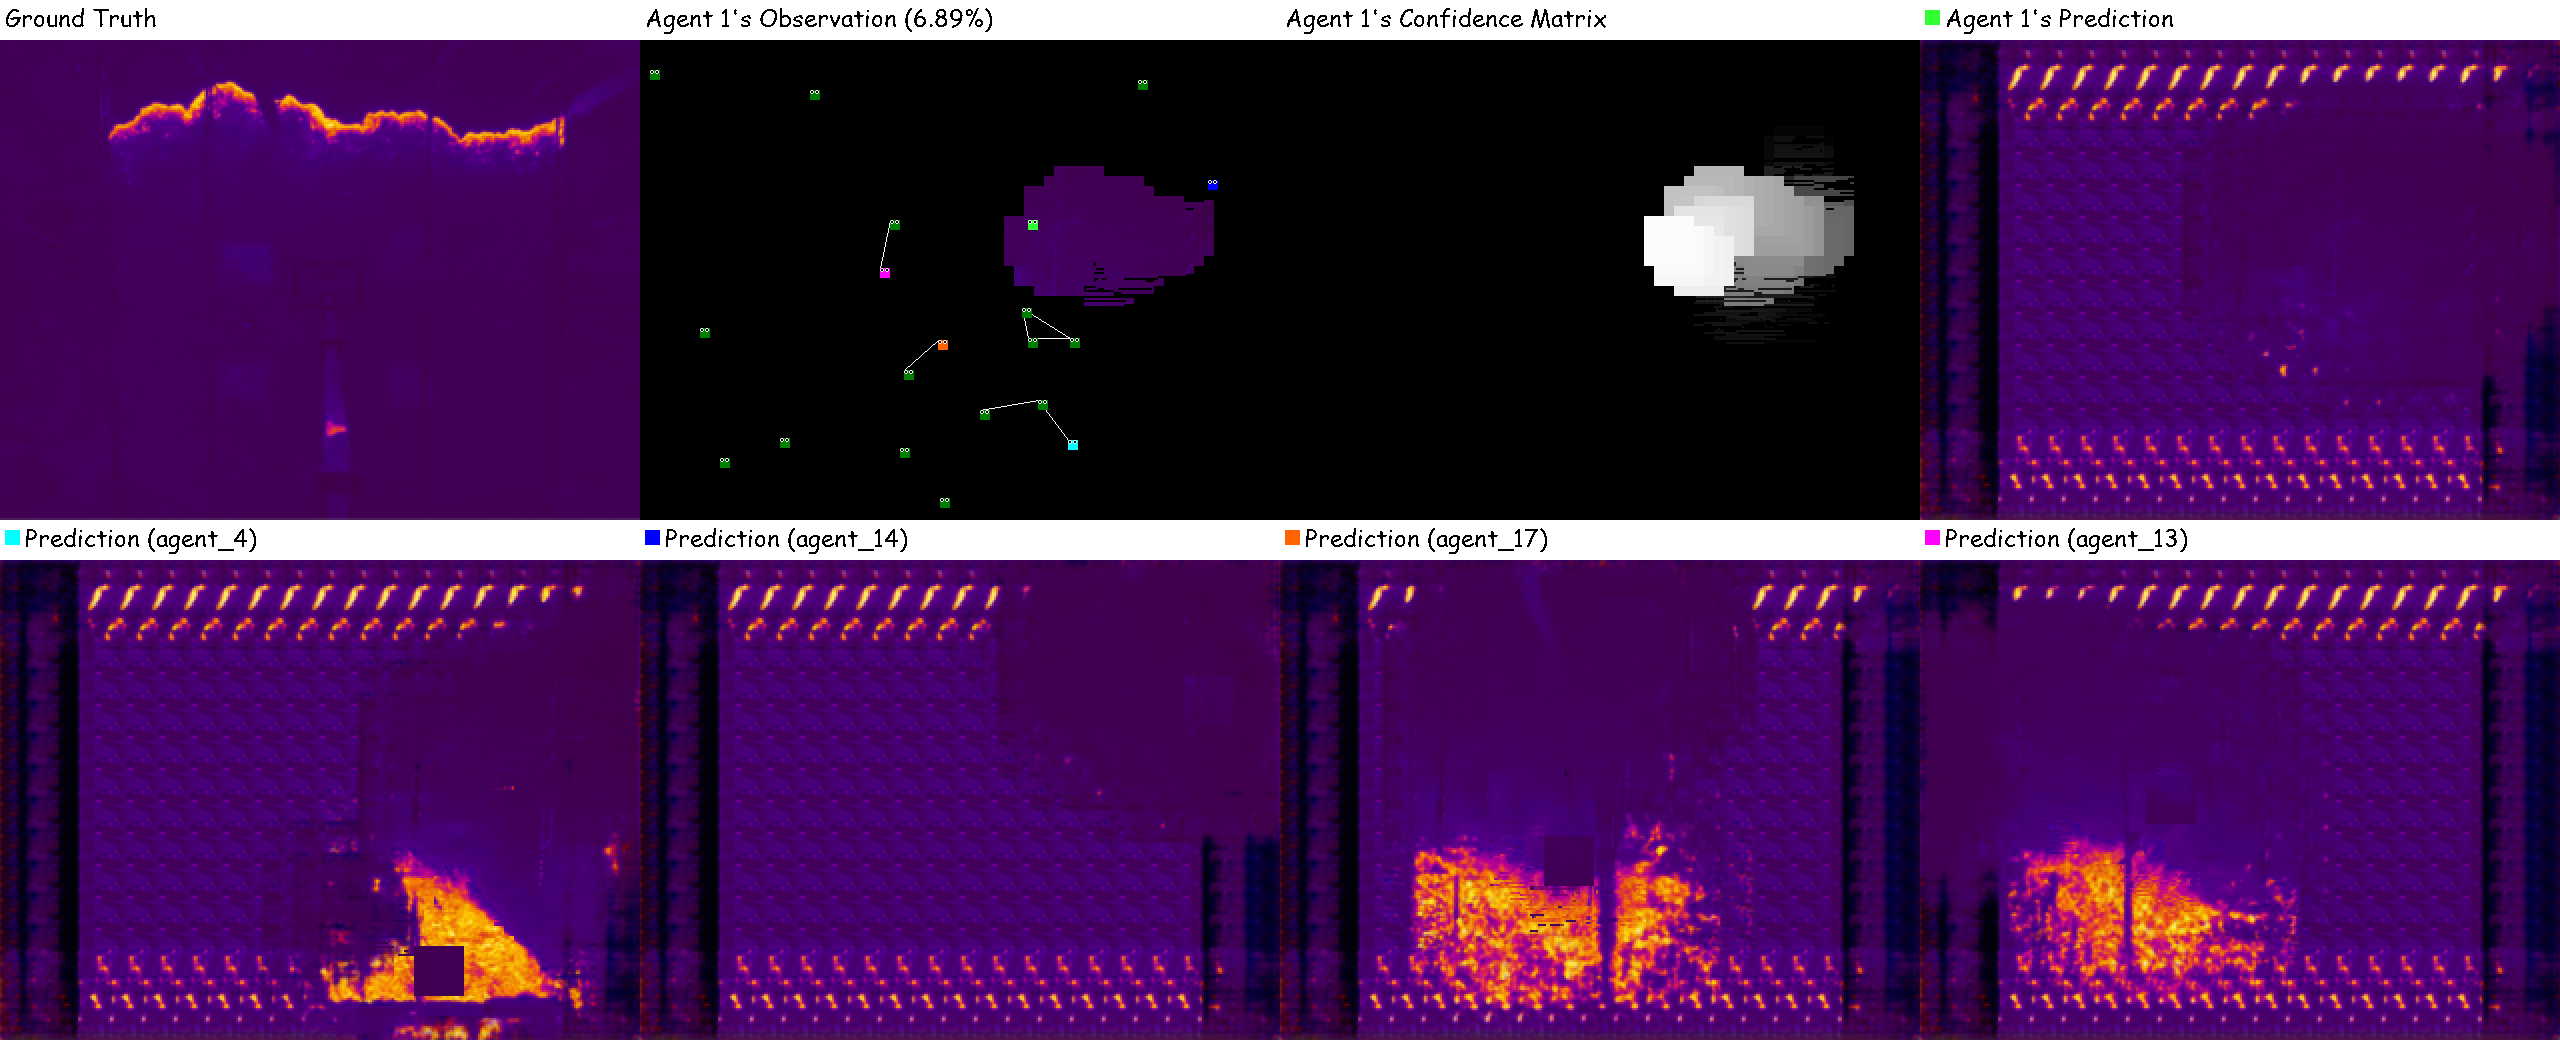 Ground Truth
Agent 1's Observation (6.89%)
Agent 1's Confidence Matrix
Agent 1's Prediction
Prediction (agent_4)
Prediction (agent_14)
Prediction (agent_17)
Prediction (agent_13)